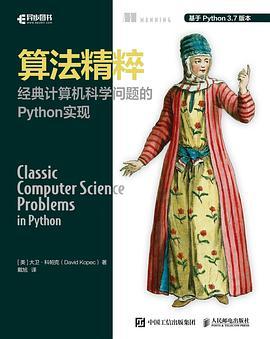 异步图书
MANNING
基于 Python 3.7 版本
算法精粹
经典计算机科学问题的
Python实现
Classic
Computer Science
Problems
in Python
[美] 大卫·科帕克（David Kopec） 著
戴旭 译
中国工信出版集团
人民邮电出版社